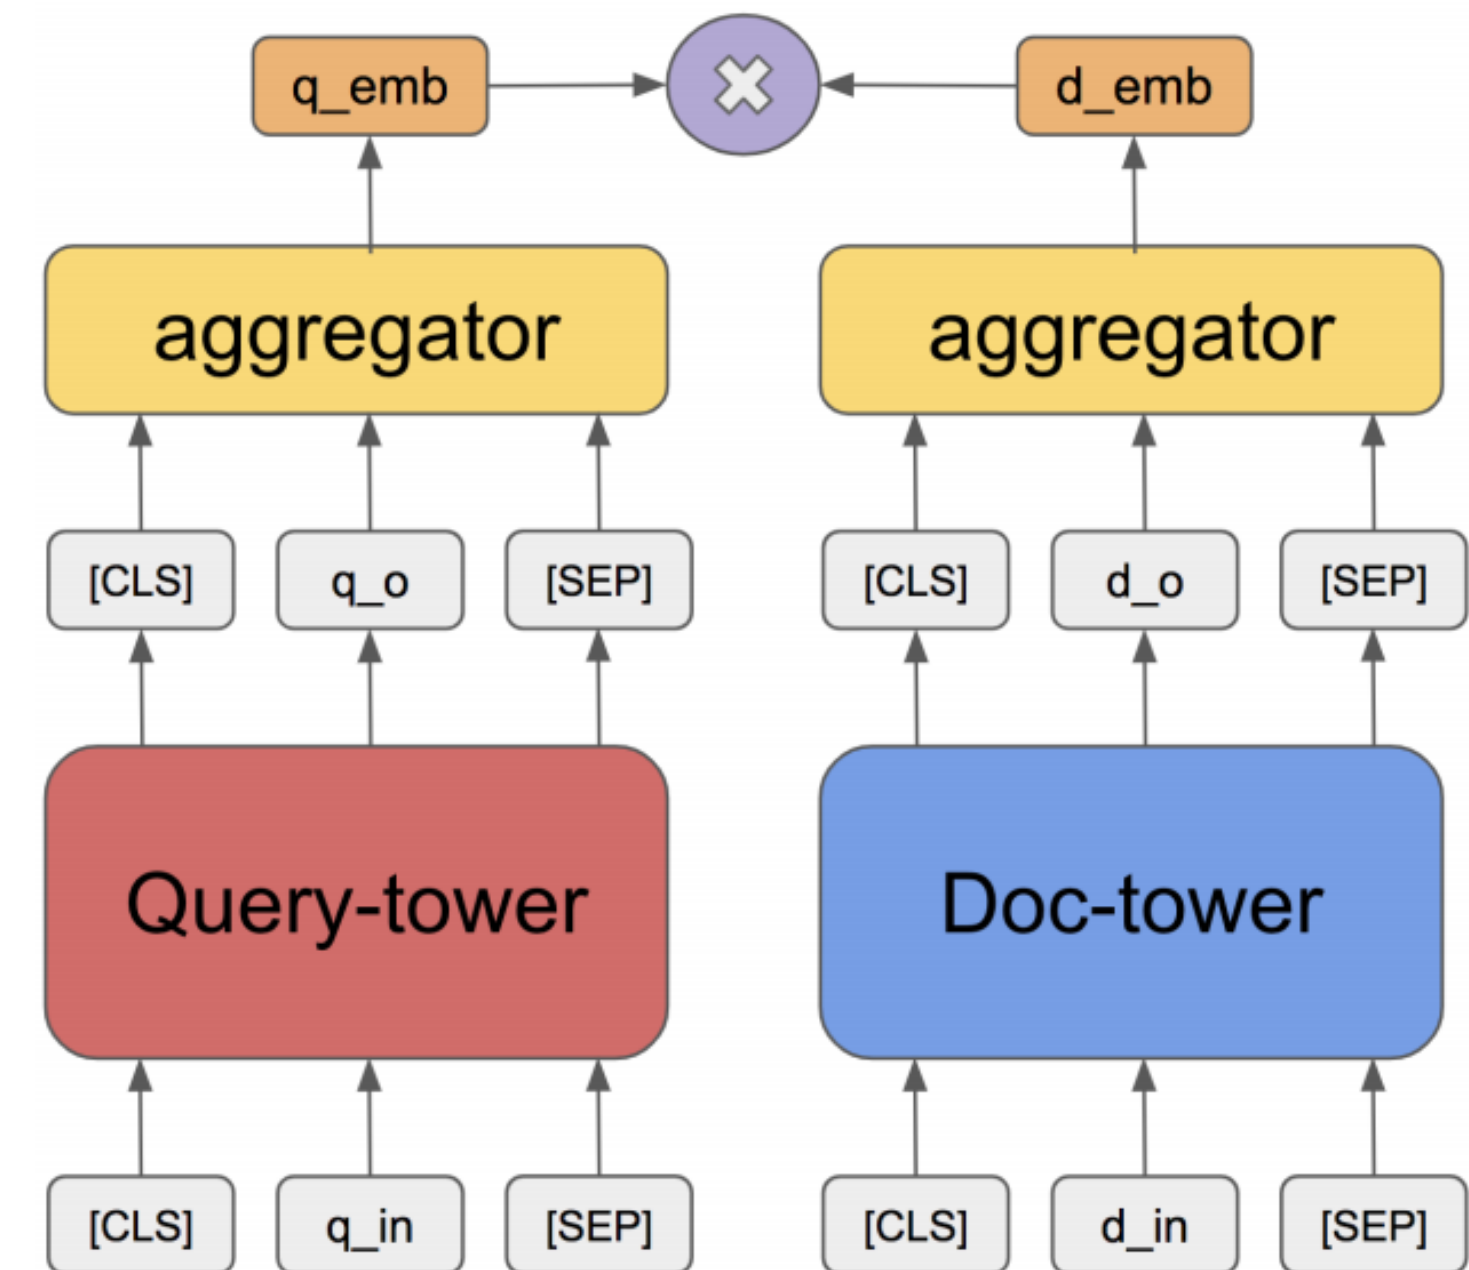 q_emb
d_emb
aggregator
aggregator
[CLS] q_o [SEP]
[CLS] d_o [SEP]
Query-tower
Doc-tower
[CLS] q_in [SEP]
[CLS] d_in [SEP]